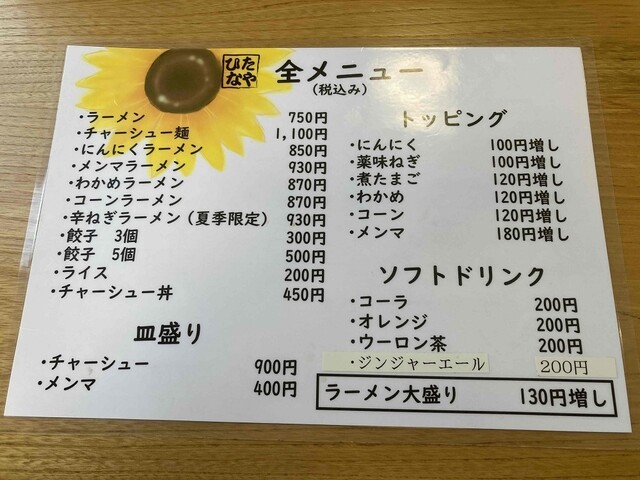 ひなたや
全メニュー
(税込み)
・ラーメン 750円
・チャーシュー麺 1,100円
・にんにくラーメン 850円
・メンマラーメン 930円
・わかめラーメン 870円
・コーンラーメン 870円
・辛ねぎラーメン(夏季限定) 930円
・餃子 3個 300円
・餃子 5個 500円
・ライス 200円
・チャーシュー丼 450円
皿盛り
・チャーシュー 900円
・メンマ 400円
トッピング
・にんにく 100円増し
・薬味ねぎ 100円増し
・煮たまご 120円増し
・わかめ 120円増し
・コーン 120円増し
・メンマ 180円増し
ソフトドリンク
・コーラ 200円
・オレンジ 200円
・ウーロン茶 200円
・ジンジャーエール 200円
ラーメン大盛り 130円増し